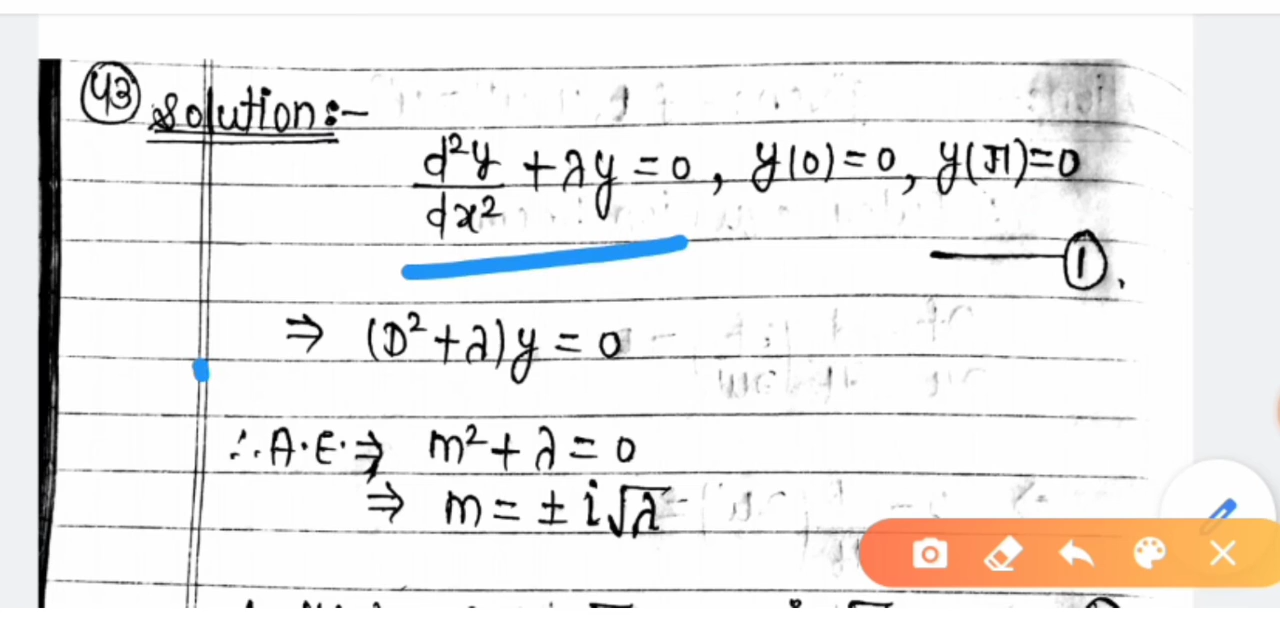 (43) Solution:-
d²y/dx² + λy = 0, y(0)=0, y(π)=0
—— (1).
⇒ (D²+λ)y = 0
∴ A.E. ⇒ m² + λ = 0
⇒ m = ± i√λ